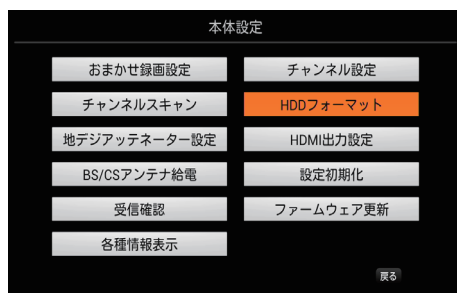 本体設定
おまかせ録画設定
チャンネル設定
チャンネルスキャン
HDDフォーマット
地デジアッテネーター設定
HDMI出力設定
BS/CSアンテナ給電
設定初期化
受信確認
ファームウェア更新
各種情報表示
戻る